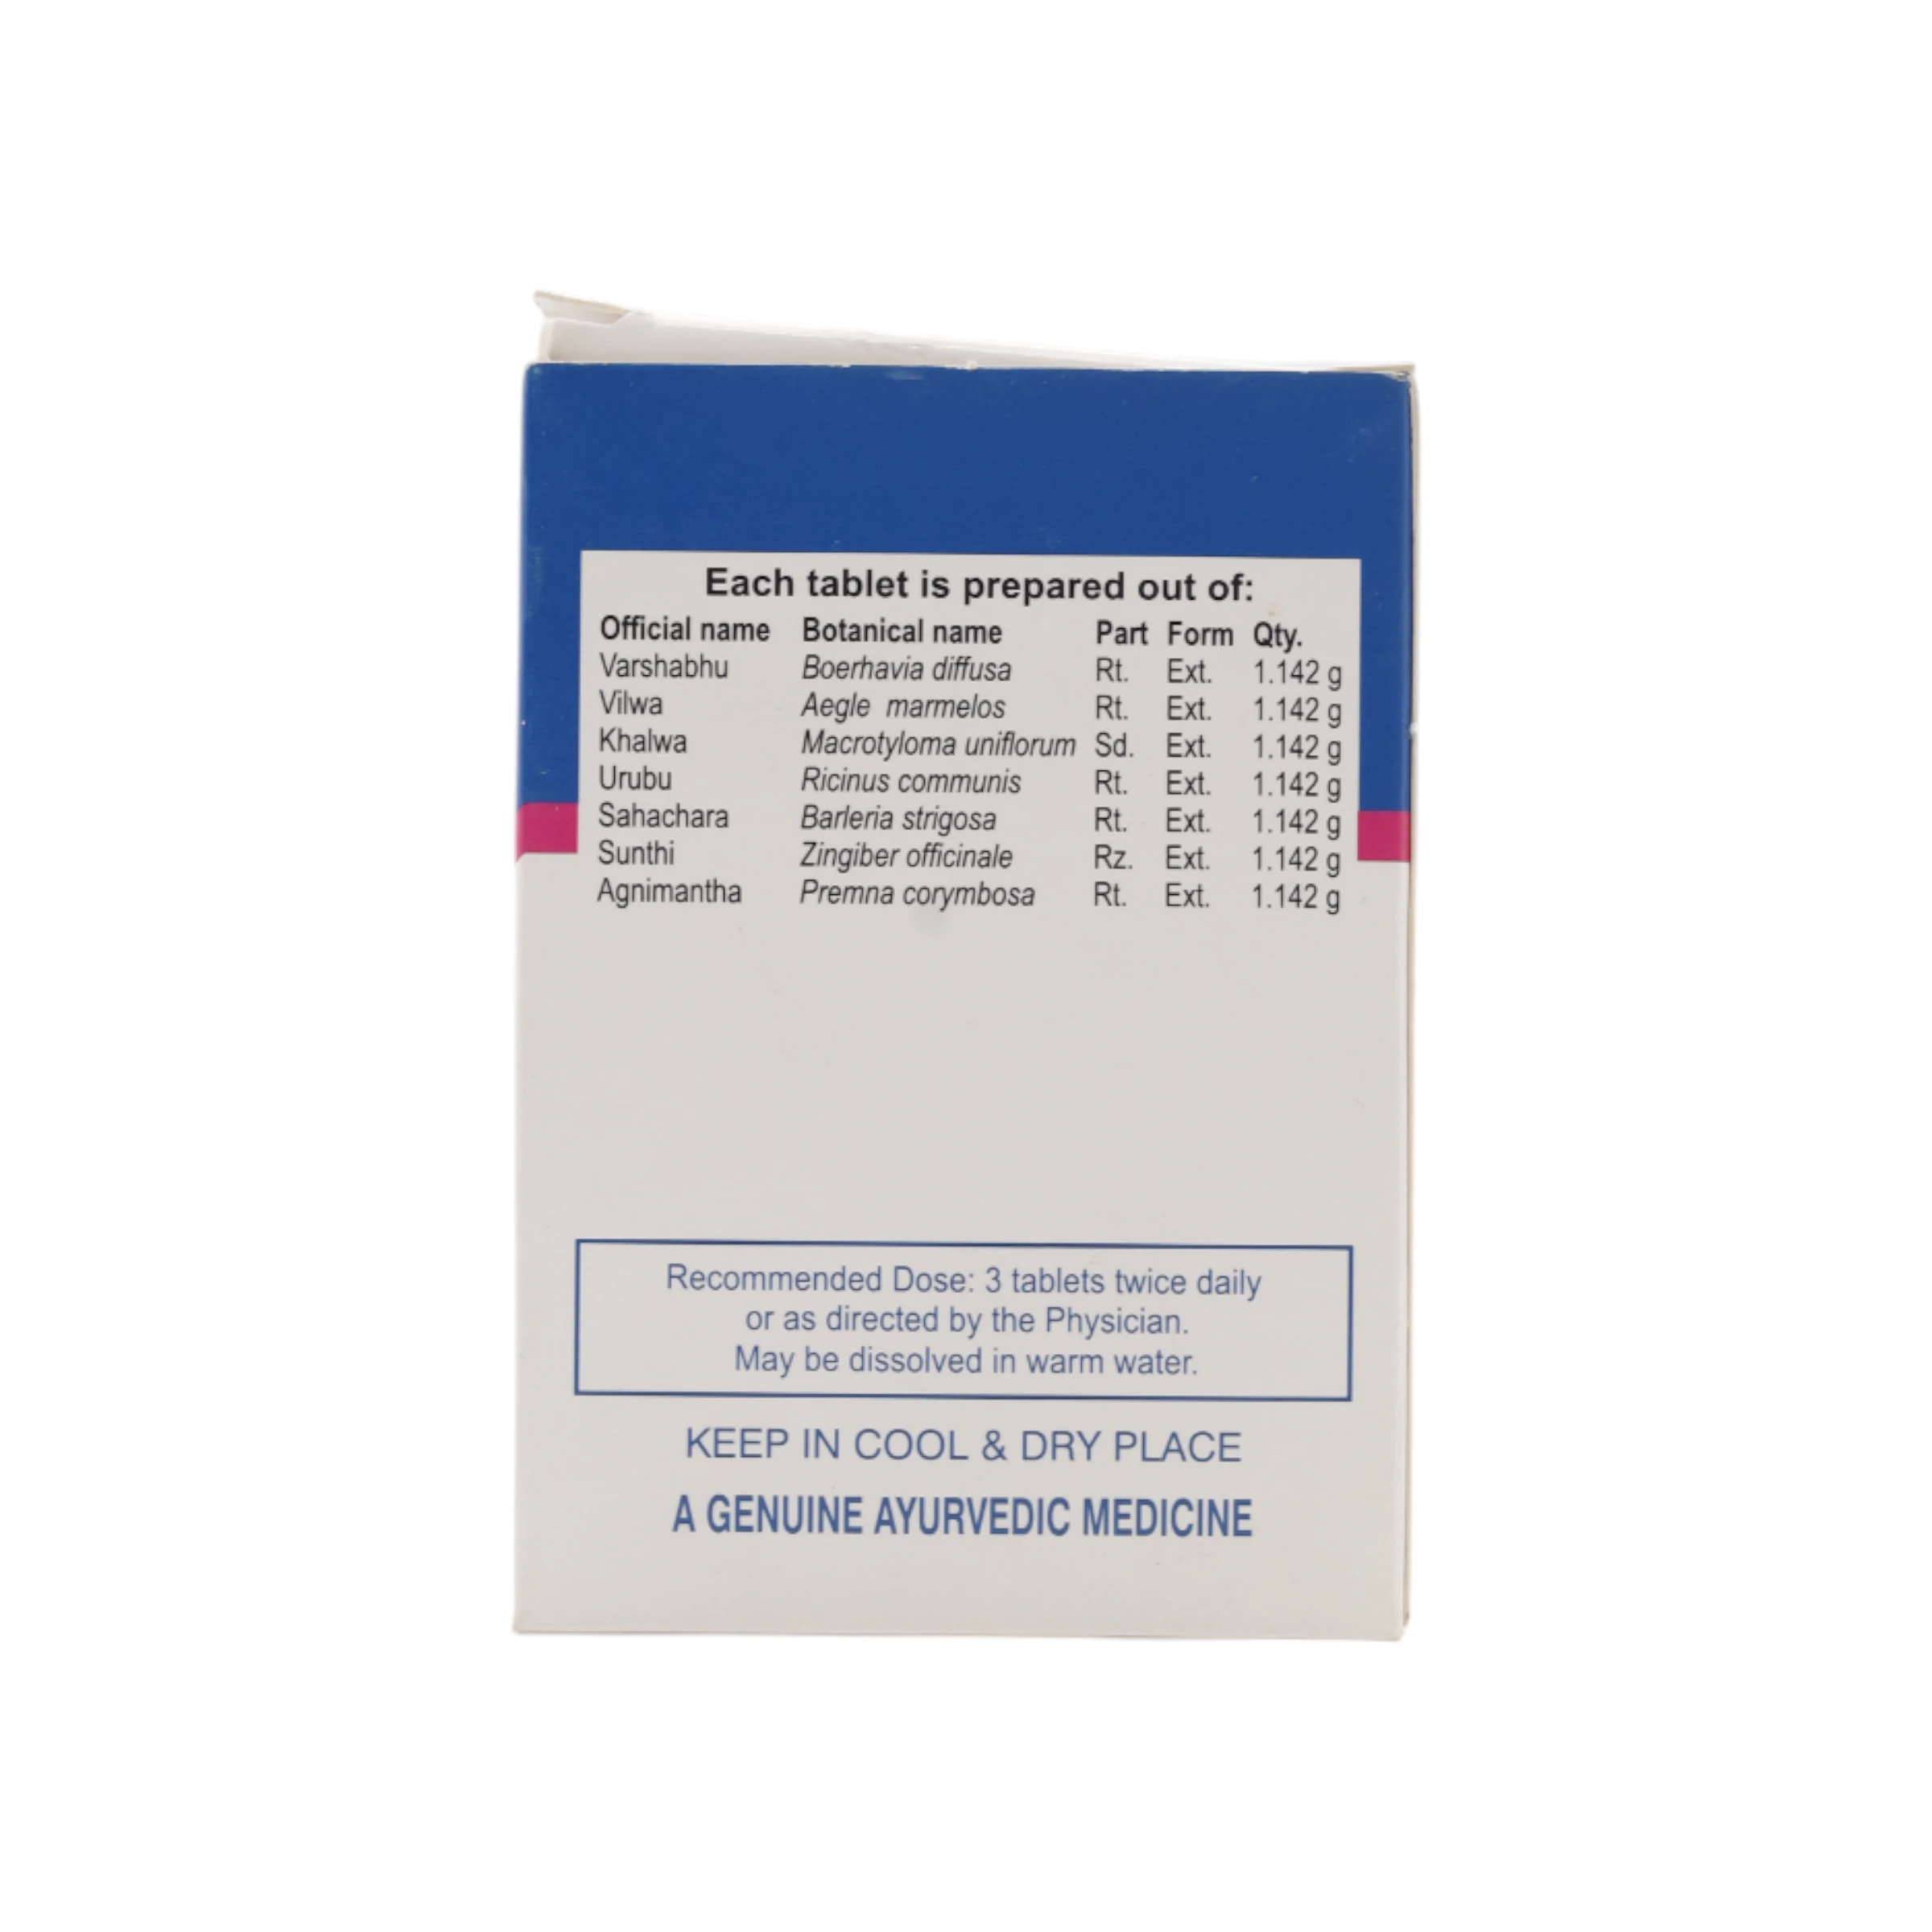 Each tablet is prepared out of:
Official name Botanical name Part Form Qty.
Varshabhu Boerhavia diffusa Rt. Ext. 1.142 g
Vilwa Aegle marmelos Rt. Ext. 1.142 g
Khalwa Macrotyloma uniflorum Sd. Ext. 1.142 g
Urubu Ricinus communis Rt. Ext. 1.142 g
Sahachara Barleria strigosa Rt. Ext. 1.142 g
Sunthi Zingiber officinale Rz. Ext. 1.142 g
Agnimantha Premna corymbosa Rt. Ext. 1.142 g
Recommended Dose: 3 tablets twice daily
or as directed by the Physician.
May be dissolved in warm water.
KEEP IN COOL & DRY PLACE
A GENUINE AYURVEDIC MEDICINE